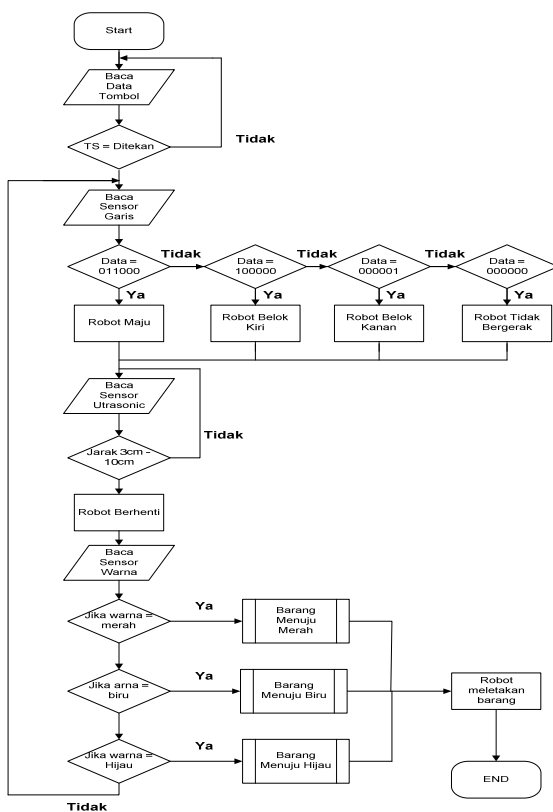 Start
Baca
Data
Tombol
TS = Ditekan
Tidak
Baca
Sensor
Garis
Data =
011000
Tidak
Data =
100000
Tidak
Data =
000001
Tidak
Data =
000000
Ya
Ya
Ya
Ya
Robot Maju
Robot Belok
Kiri
Robot Belok
Kanan
Robot Tidak
Bergerak
Baca
Sensor
Utrasonic
Tidak
Jarak 3cm -
10cm
Robot Berhenti
Baca
Sensor
Warna
Jika warna =
merah
Ya
Barang
Menuju
Merah
Jika arna =
biru
Ya
Barang
Menuju Biru
Robot
meletakan
barang
Jika warna =
Hijau
Ya
Barang
Menuju Hijau
END
Tidak